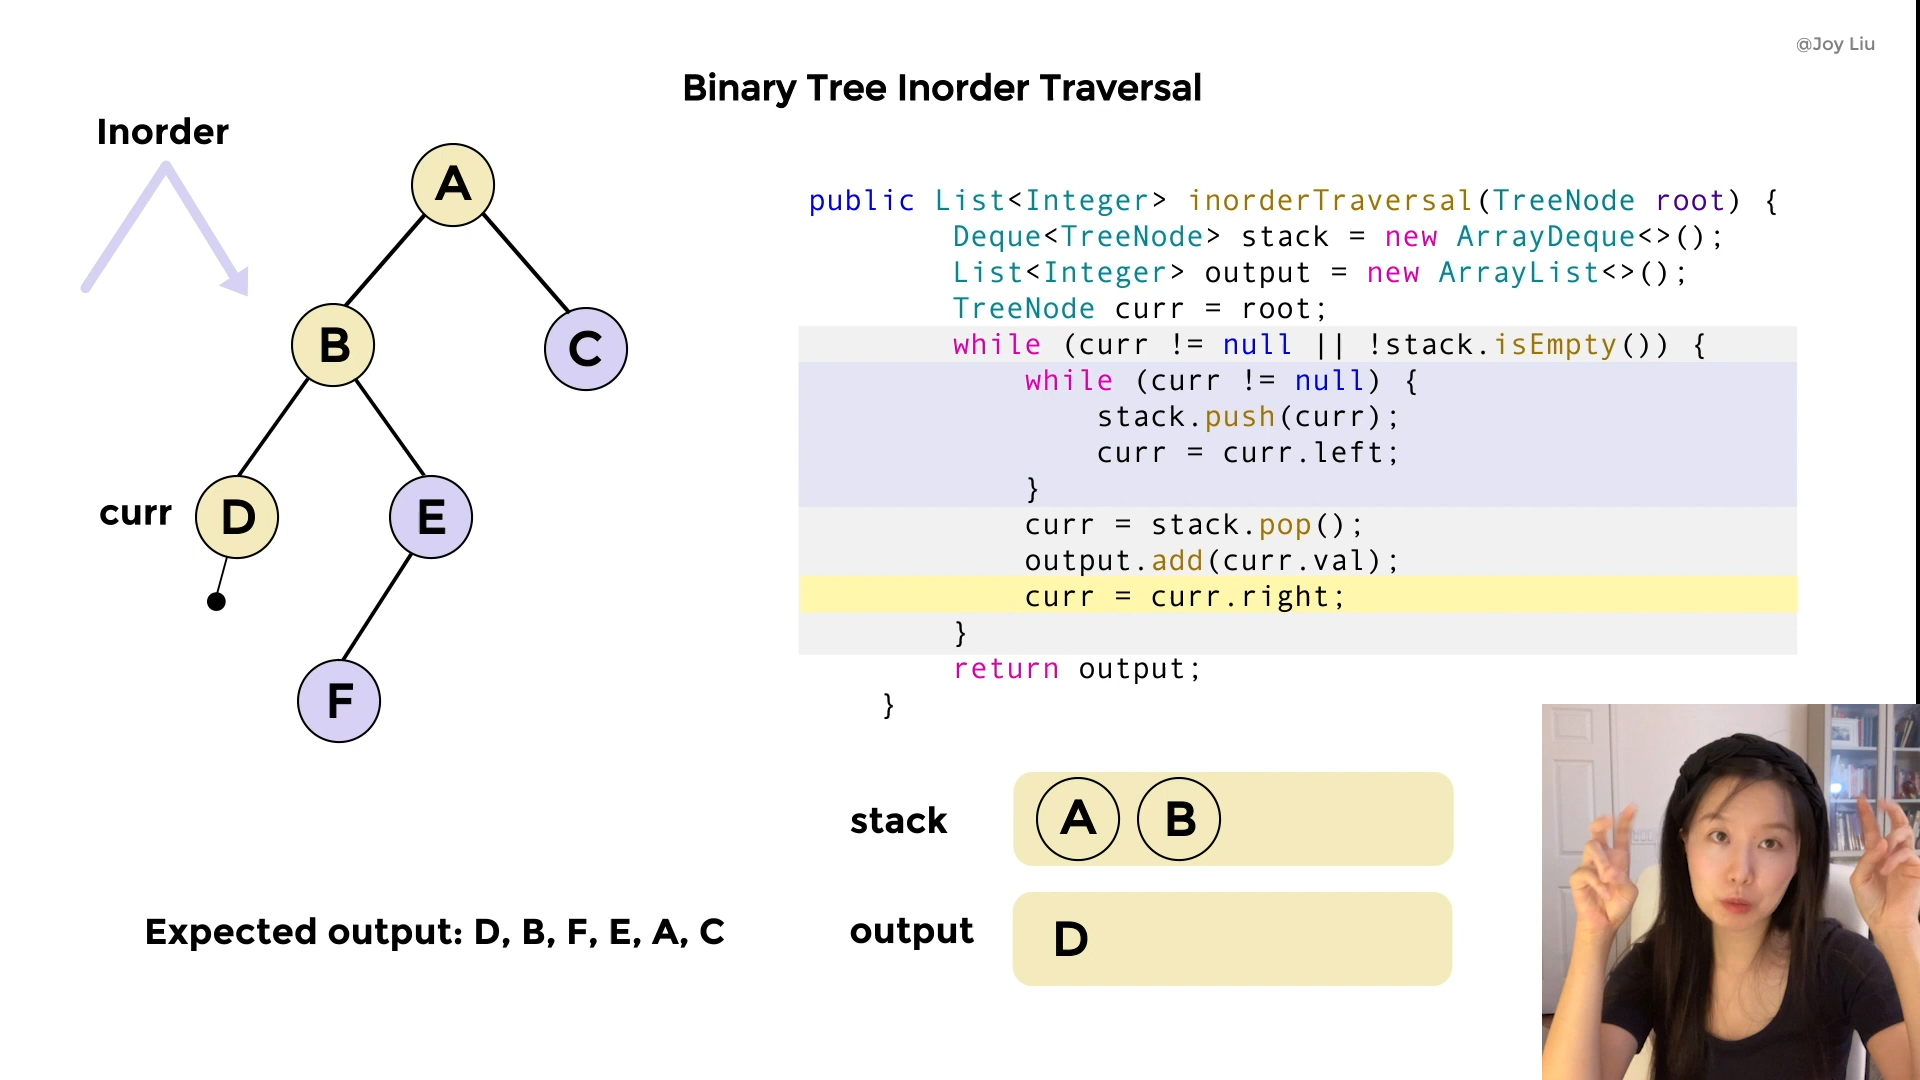 @Joy Liu
Binary Tree Inorder Traversal
Inorder
A
B
C
curr
D
E
F
public List<Integer> inorderTraversal(TreeNode root) {
Deque<TreeNode> stack = new ArrayDeque<>();
List<Integer> output = new ArrayList<>();
TreeNode curr = root;
while (curr != null || !stack.isEmpty()) {
while (curr != null) {
stack.push(curr);
curr = curr.left;
}
curr = stack.pop();
output.add(curr.val);
curr = curr.right;
}
return output;
}
stack
A B
Expected output: D, B, F, E, A, C
output
D